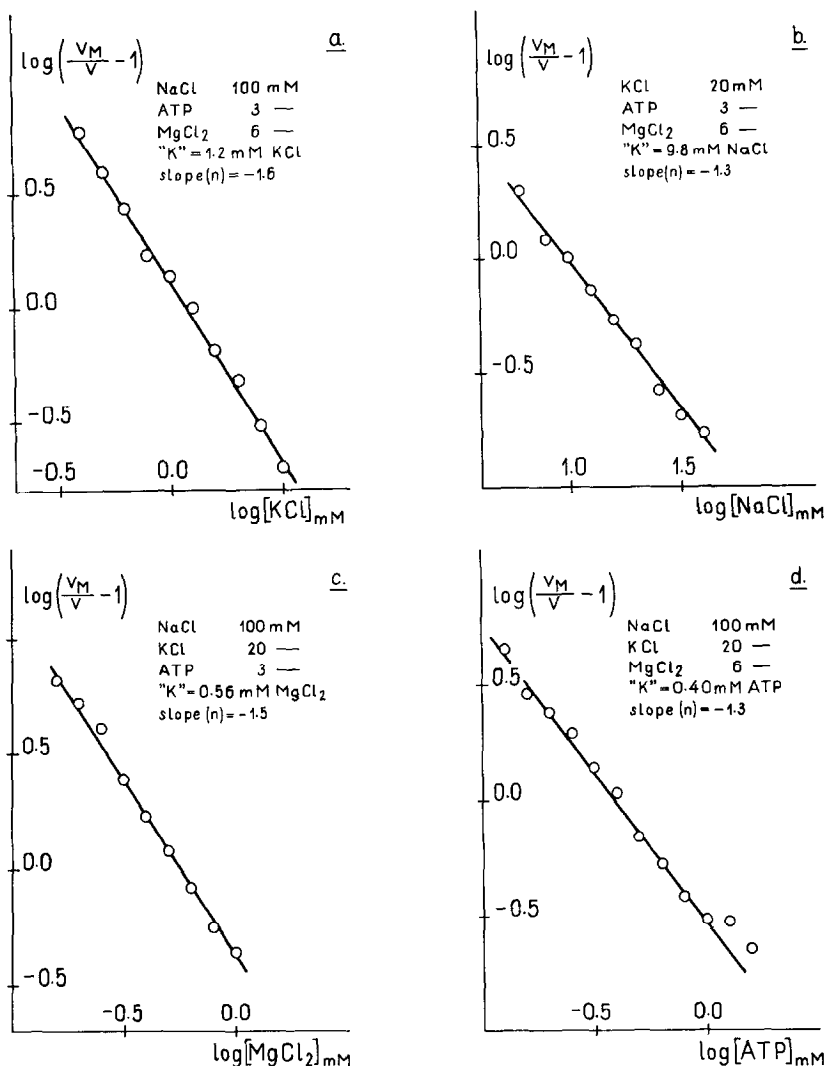 a.
log(V_M/V - 1)
NaCl 100 mM
ATP 3 —
MgCl₂ 6 —
"K" = 1.2 mM KCl
slope(n) = -1.6
0.5
0.0
-0.5
-0.5 0.0
log[KCl]mM
b.
log(V_M/V - 1)
KCl 20 mM
ATP 3 —
MgCl₂ 6 —
"K" = 9.8 mM NaCl
slope(n) = -1.3
0.5
0.0
-0.5
1.0 1.5
log[NaCl]mM
c.
log(V_M/V - 1)
NaCl 100 mM
KCl 20 —
ATP 3 —
"K" = 0.56 mM MgCl₂
slope(n) = -1.5
0.5
0.0
-0.5
-0.5 0.0
log[MgCl₂]mM
d.
log(V_M/V - 1)
NaCl 100 mM
KCl 20 —
MgCl₂ 6 —
"K" = 0.40 mM ATP
slope(n) = -1.3
0.5
0.0
-0.5
-0.5 0.0
log[ATP]mM